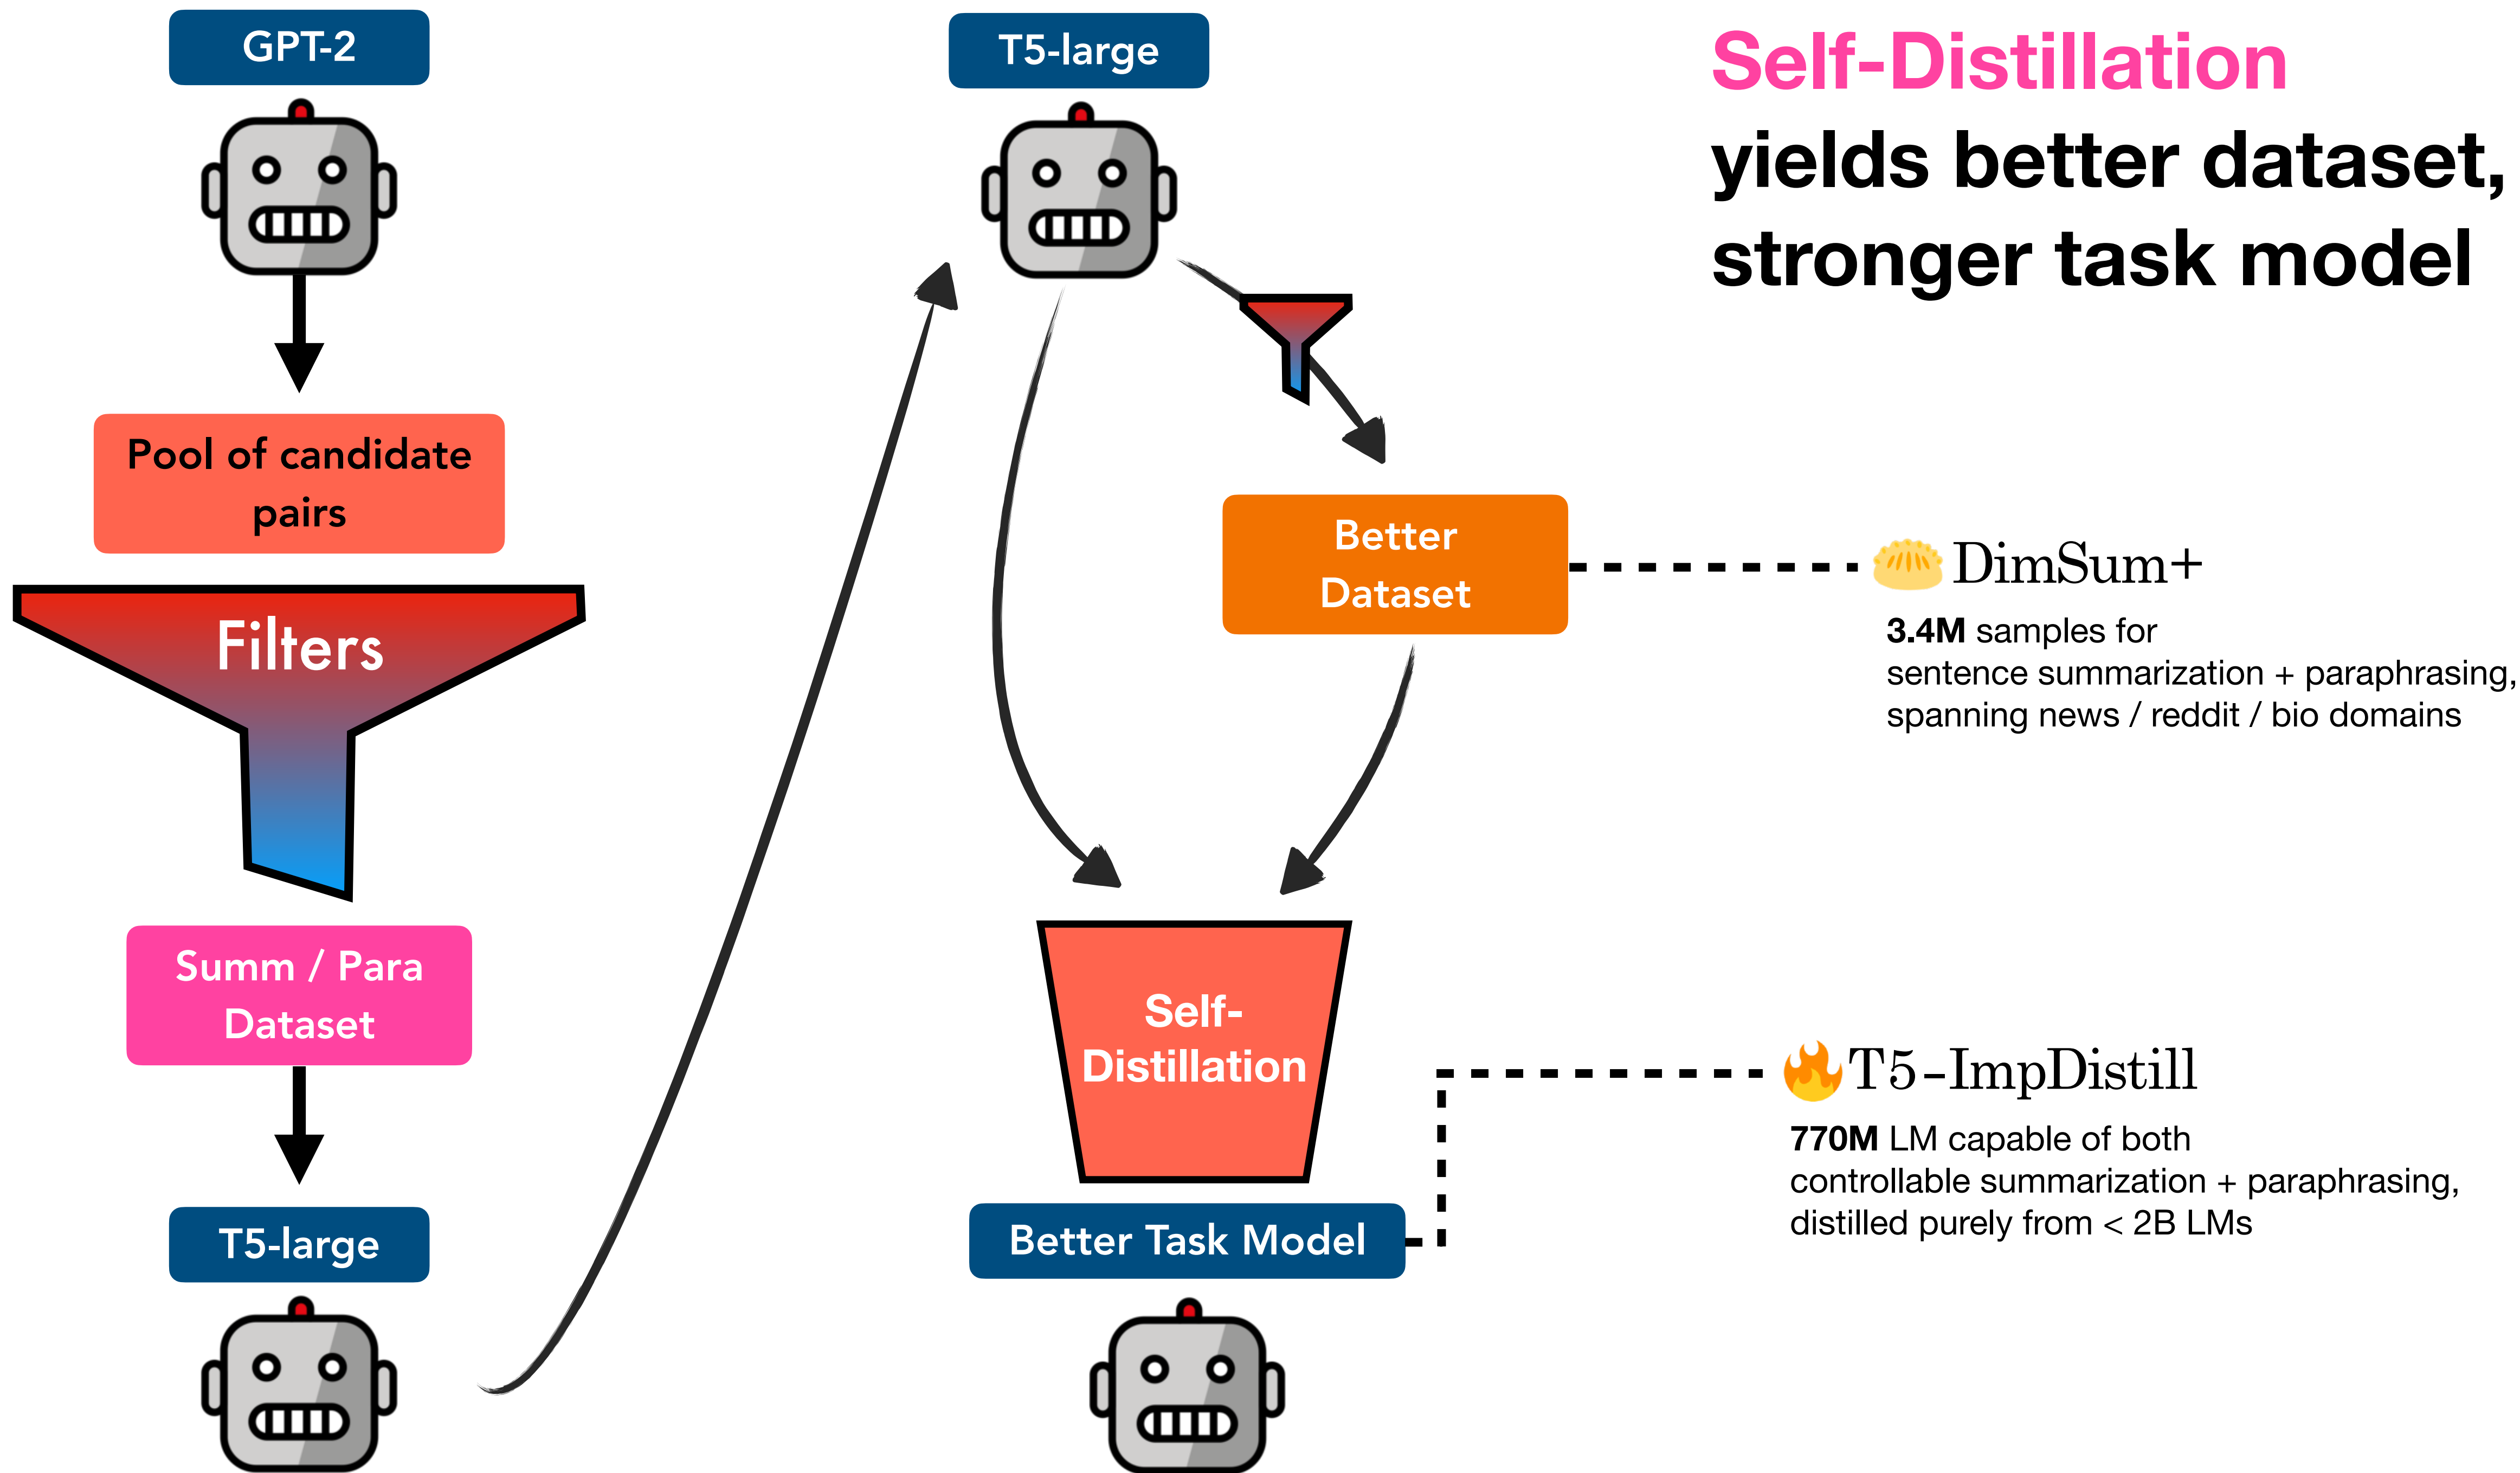 GPT-2
Pool of candidate
pairs
Filters
Summ / Para
Dataset
T5-large
T5-large
Better
Dataset
Self-
Distillation
Better Task Model
Self-Distillation
yields better dataset,
stronger task model
DimSum+
3.4M samples for
sentence summarization + paraphrasing,
spanning news / reddit / bio domains
T5-ImpDistill
770M LM capable of both
controllable summarization + paraphrasing,
distilled purely from < 2B LMs